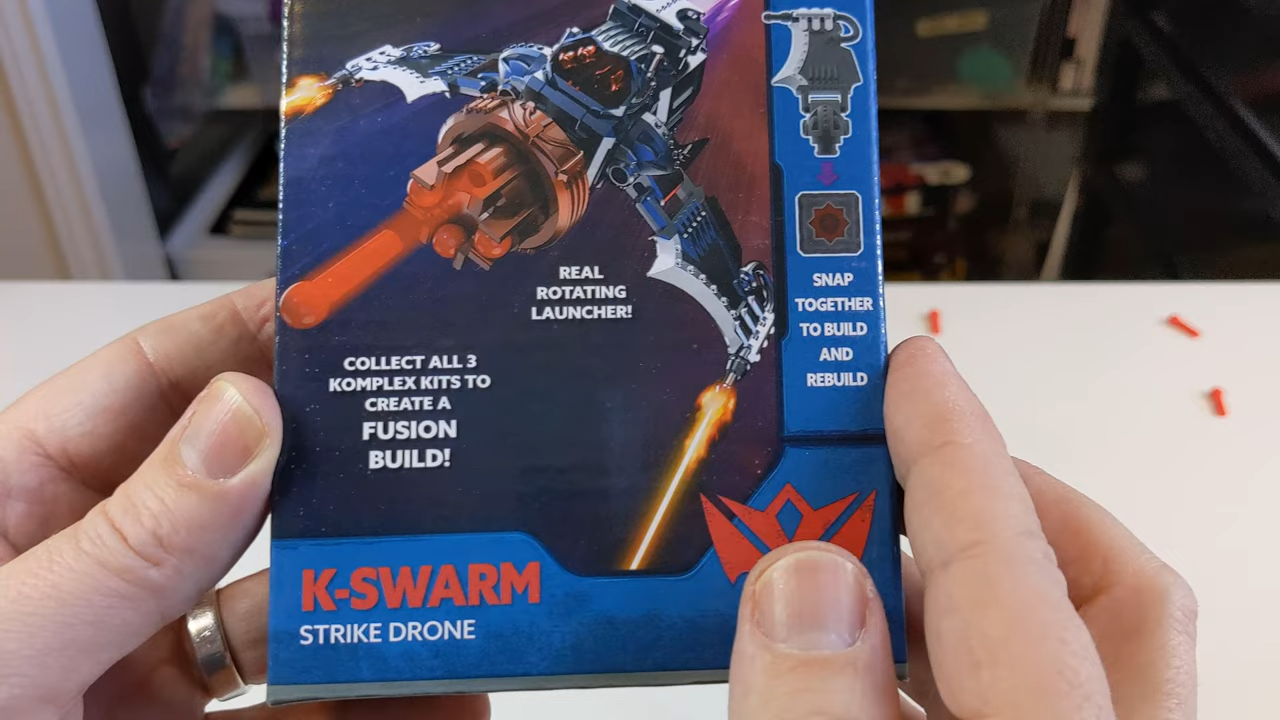 REAL
ROTATING
LAUNCHER!
COLLECT ALL 3
KOMPLEX KITS TO
CREATE A
FUSION
BUILD!
SNAP
TOGETHER
TO BUILD
AND
REBUILD
K-SWARM
STRIKE DRONE